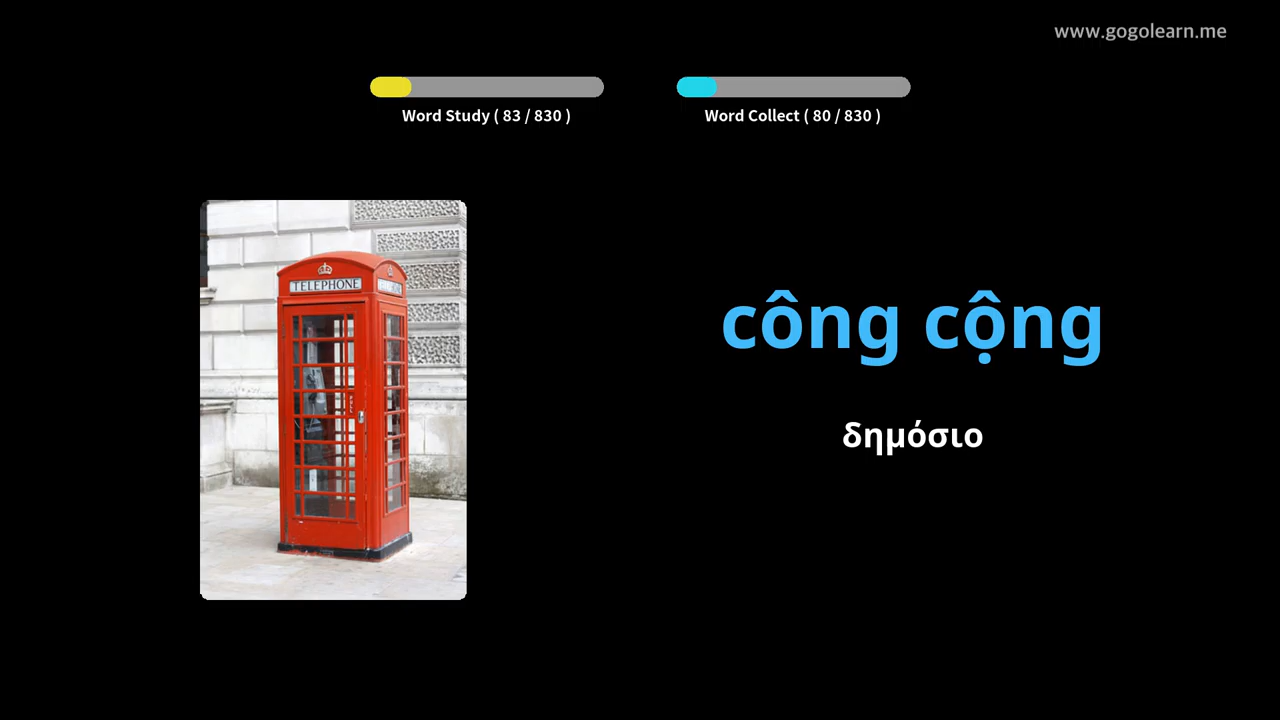 www.gogolearn.me
Word Study ( 83 / 830 )
Word Collect ( 80 / 830 )
TELEPHONE
công cộng
δημόσιο